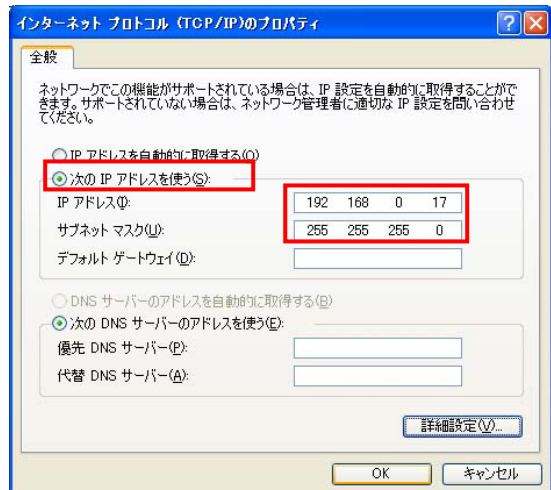 インターネット プロトコル (TCP/IP)のプロパティ
全般
ネットワークでこの機能がサポートされている場合は、IP 設定を自動的に取得することがで
きます。サポートされていない場合は、ネットワーク管理者に適切な IP 設定を問い合わせ
てください。
IP アドレスを自動的に取得する(O)
次の IP アドレスを使う(S):
IP アドレス(I): 192 168 0 17
サブネット マスク(U): 255 255 255 0
デフォルト ゲートウェイ(D):
DNS サーバーのアドレスを自動的に取得する(B)
次の DNS サーバーのアドレスを使う(E):
優先 DNS サーバー(P):
代替 DNS サーバー(A):
詳細設定(V)...
OK キャンセル